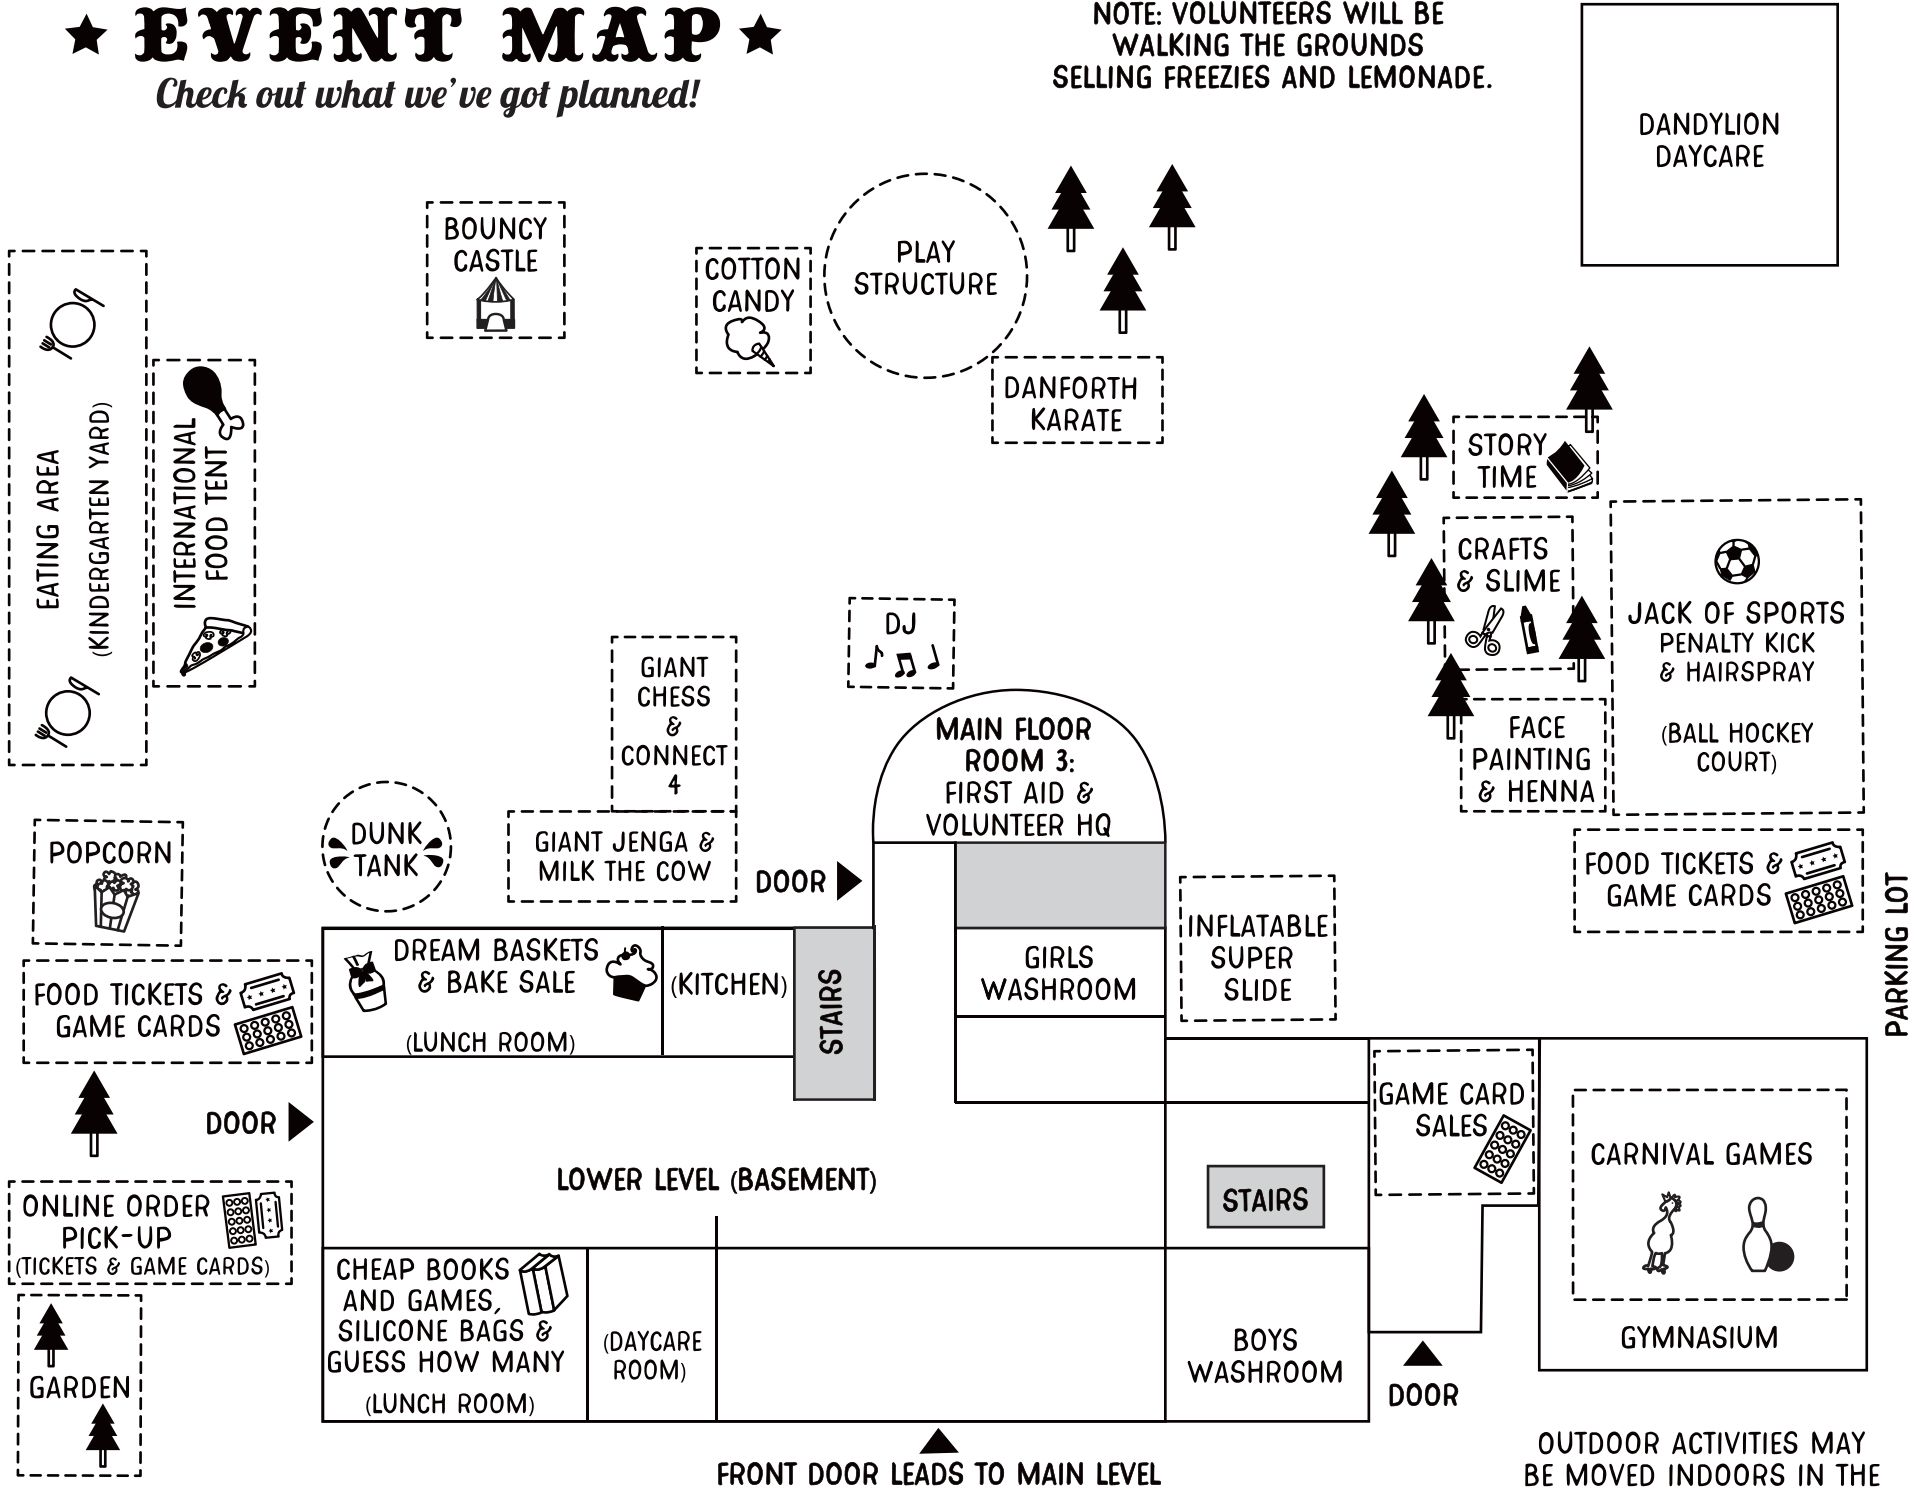 EVENT MAP
Check out what we've got planned!
NOTE: VOLUNTEERS WILL BE
WALKING THE GROUNDS
SELLING FREEZIES AND LEMONADE.
DANDYLION
DAYCARE
BOUNCY
CASTLE
COTTON
CANDY
PLAY
STRUCTURE
DANFORTH
KARATE
EATING AREA
(KINDERGARTEN YARD)
INTERNATIONAL
FOOD TENT
STORY
TIME
CRAFTS
& SLIME
JACK OF SPORTS
PENALTY KICK
& HAIRSPRAY
(BALL HOCKEY
COURT)
FACE
PAINTING
& HENNA
DJ
GIANT
CHESS
&
CONNECT
4
GIANT JENGA &
MILK THE COW
MAIN FLOOR
ROOM 3:
FIRST AID &
VOLUNTEER HQ
DOOR
DUNK
TANK
POPCORN
FOOD TICKETS &
GAME CARDS
FOOD TICKETS &
GAME CARDS
PARKING LOT
INFLATABLE
SUPER
SLIDE
DREAM BASKETS
& BAKE SALE
(LUNCH ROOM)
(KITCHEN)
STAIRS
GIRLS
WASHROOM
DOOR
LOWER LEVEL (BASEMENT)
STAIRS
GAME CARD
SALES
CARNIVAL GAMES
GYMNASIUM
ONLINE ORDER
PICK-UP
(TICKETS & GAME CARDS)
GARDEN
CHEAP BOOKS
AND GAMES,
SILICONE BAGS &
GUESS HOW MANY
(LUNCH ROOM)
(DAYCARE
ROOM)
BOYS
WASHROOM
DOOR
FRONT DOOR LEADS TO MAIN LEVEL
OUTDOOR ACTIVITIES MAY
BE MOVED INDOORS IN THE